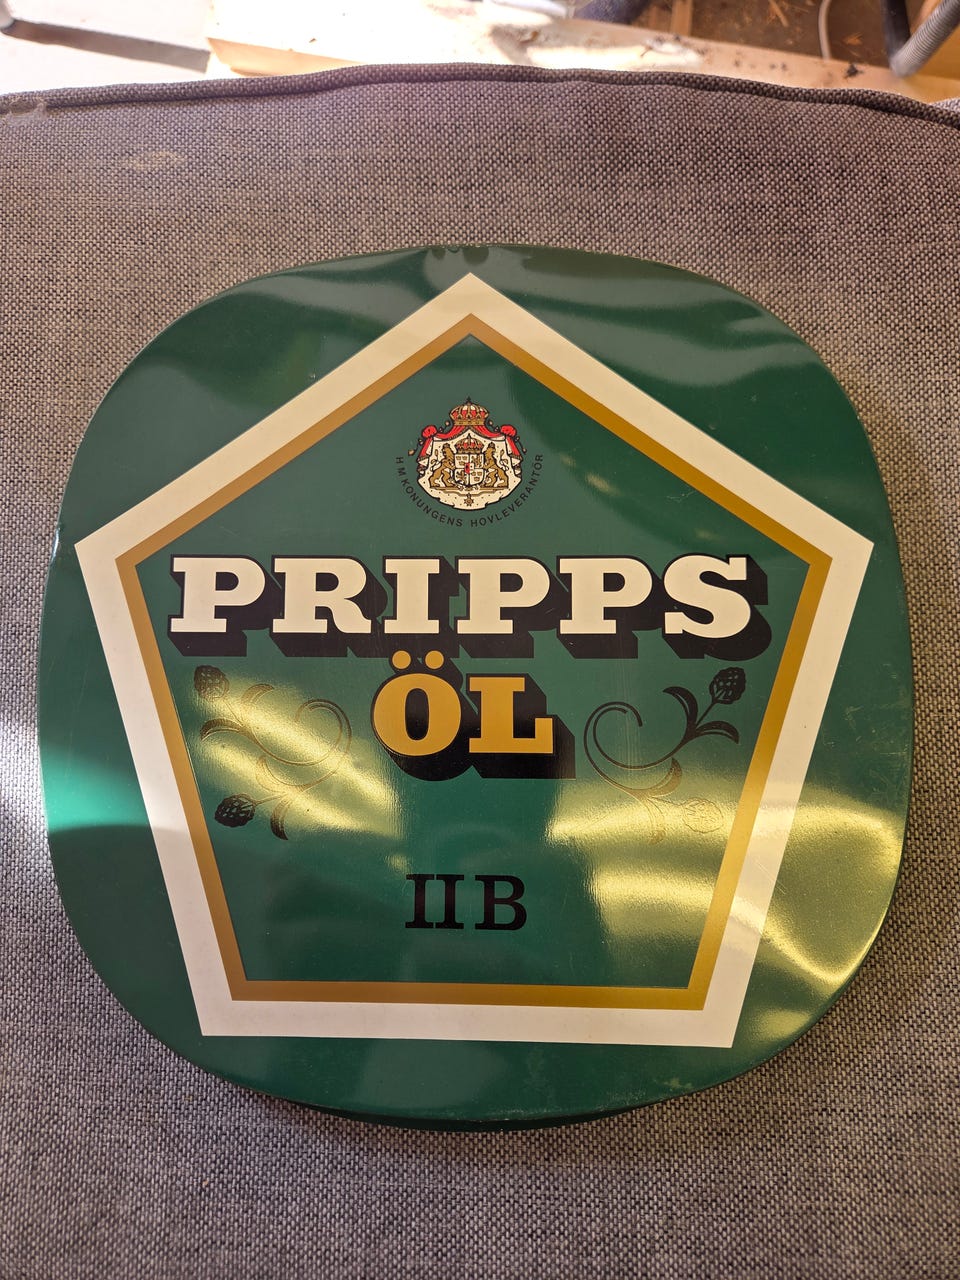 H M KONUNGENS HOVLEVERANTÖR
PRIPPS
ÖL
II B